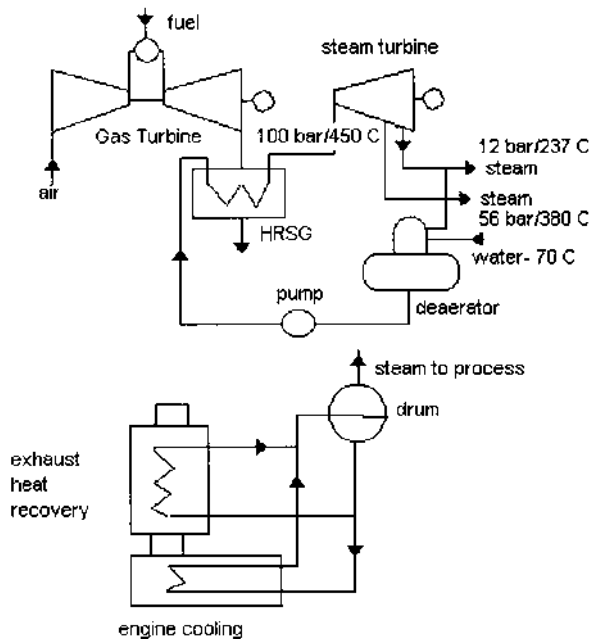 fuel
steam turbine
Gas Turbine
100 bar/450 C
12 bar/237 C
steam
air
steam
56 bar/380 C
HRSG
water- 70 C
pump
deaerator
steam to process
drum
exhaust
heat
recovery
engine cooling